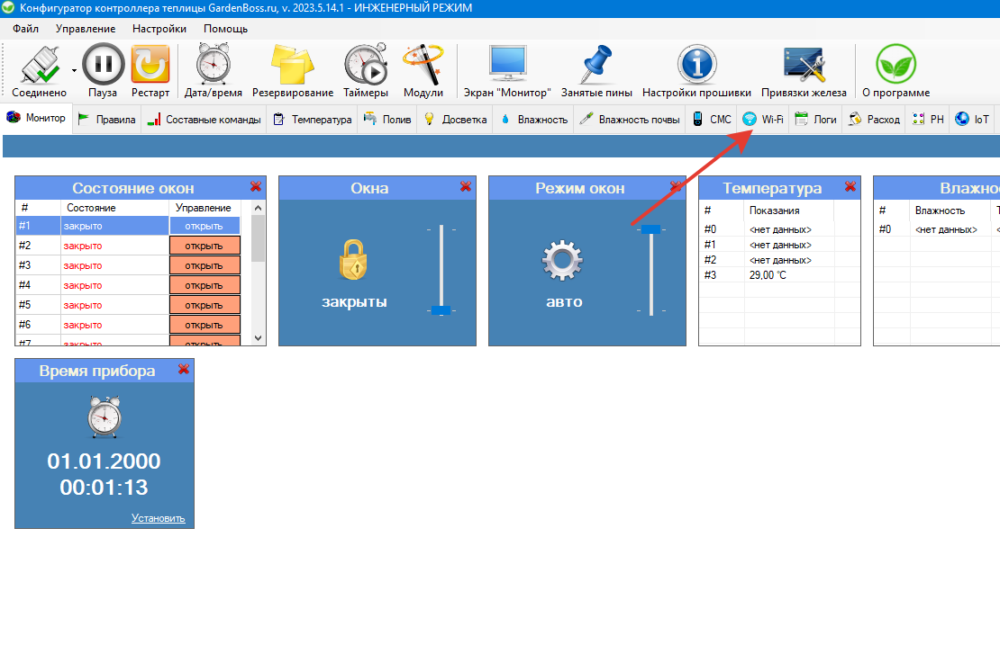 Конфигуратор контроллера теплицы GardenBoss.ru, v. 2023.5.14.1 - ИНЖЕНЕРНЫЙ РЕЖИМ
Файл Управление Настройки Помощь
Соединено Пауза Рестарт Дата/время Резервирование Таймеры Модули Экран "Монитор" Занятые пины Настройки прошивки Привязки железа О программе
Монитор Правила Составные команды Температура Полив Досветка Влажность Влажность почвы СМС Wi-Fi Логи Расход PH IoT
Состояние окон
# Состояние Управление
#1 закрыто открыть
#2 закрыто открыть
#3 закрыто открыть
#4 закрыто открыть
#5 закрыто открыть
#6 закрыто открыть
#7 закрыто открыть
Окна
закрыты
Режим окон
авто
Температура
# Показания
#0 <нет данных>
#1 <нет данных>
#2 <нет данных>
#3 29,00 °C
Влажно
# Влажность
#0 <нет данных>
Время прибора
01.01.2000
00:01:13
Установить